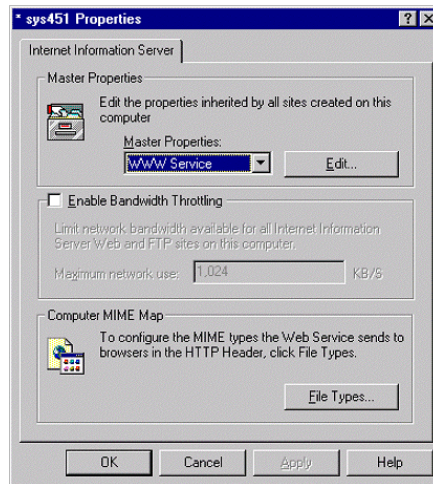 * sys451 Properties
Internet Information Server
Master Properties
Edit the properties inherited by all sites created on this
computer
Master Properties:
WWW Service
Edit...
Enable Bandwidth Throttling
Limit network bandwidth available for all Internet Information
Server Web and FTP sites on this computer.
Maximum network use:
1,024
KB/S
Computer MIME Map
To configure the MIME types the Web Service sends to
browsers in the HTTP Header, click File Types.
File Types...
OK
Cancel
Apply
Help